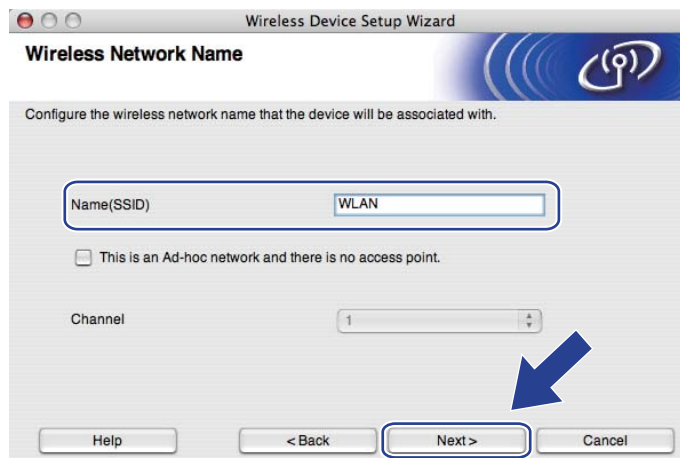 Wireless Device Setup Wizard
Wireless Network Name
Configure the wireless network name that the device will be associated with.
Name(SSID) WLAN
This is an Ad-hoc network and there is no access point.
Channel 1
Help < Back Next > Cancel